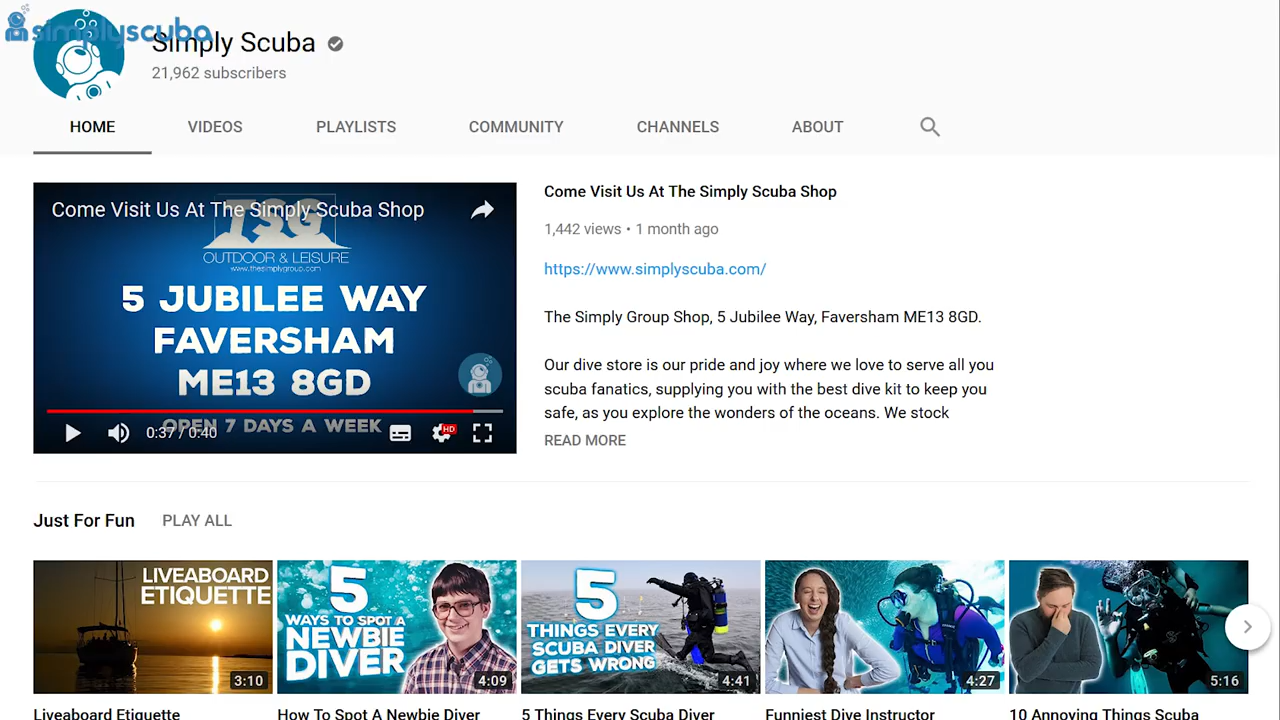 simplyscuba
Simply Scuba
21,962 subscribers
HOME
VIDEOS
PLAYLISTS
COMMUNITY
CHANNELS
ABOUT
Come Visit Us At The Simply Scuba Shop
TSG
OUTDOOR & LEISURE
www.thesimplygroup.com
5 JUBILEE WAY
FAVERSHAM
ME13 8GD
OPEN 7 DAYS A WEEK
0:37 / 0:40
HD
Come Visit Us At The Simply Scuba Shop
1,442 views • 1 month ago
https://www.simplyscuba.com/
The Simply Group Shop, 5 Jubilee Way, Faversham ME13 8GD.
Our dive store is our pride and joy where we love to serve all you
scuba fanatics, supplying you with the best dive kit to keep you
safe, as you explore the wonders of the oceans. We stock
READ MORE
Just For Fun
PLAY ALL
LIVEABOARD
ETIQUETTE
3:10
5
WAYS TO SPOT A
NEWBIE
DIVER
4:09
5
THINGS EVERY
SCUBA DIVER
GETS WRONG
4:41
4:27
5:16
Liveaboard Etiquette
How To Spot A Newbie Diver
5 Things Every Scuba Diver
Funniest Dive Instructor
10 Annoying Things Scuba